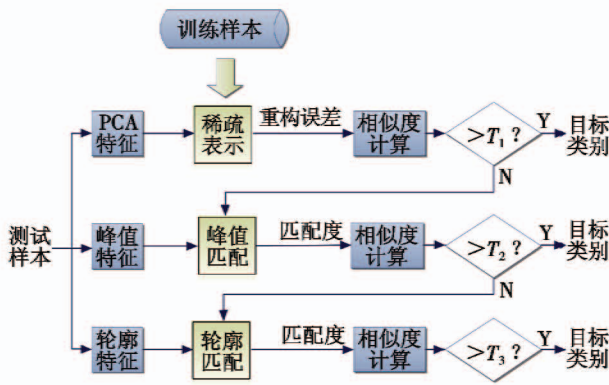 训练样本
PCA
特征
稀疏
表示
重构误差
相似度
计算
>T₁?
Y
目标
类别
N
测试
样本
峰值
特征
峰值
匹配
匹配度
相似度
计算
>T₂?
Y
目标
类别
N
轮廓
特征
轮廓
匹配
匹配度
相似度
计算
>T₃?
Y
目标
类别